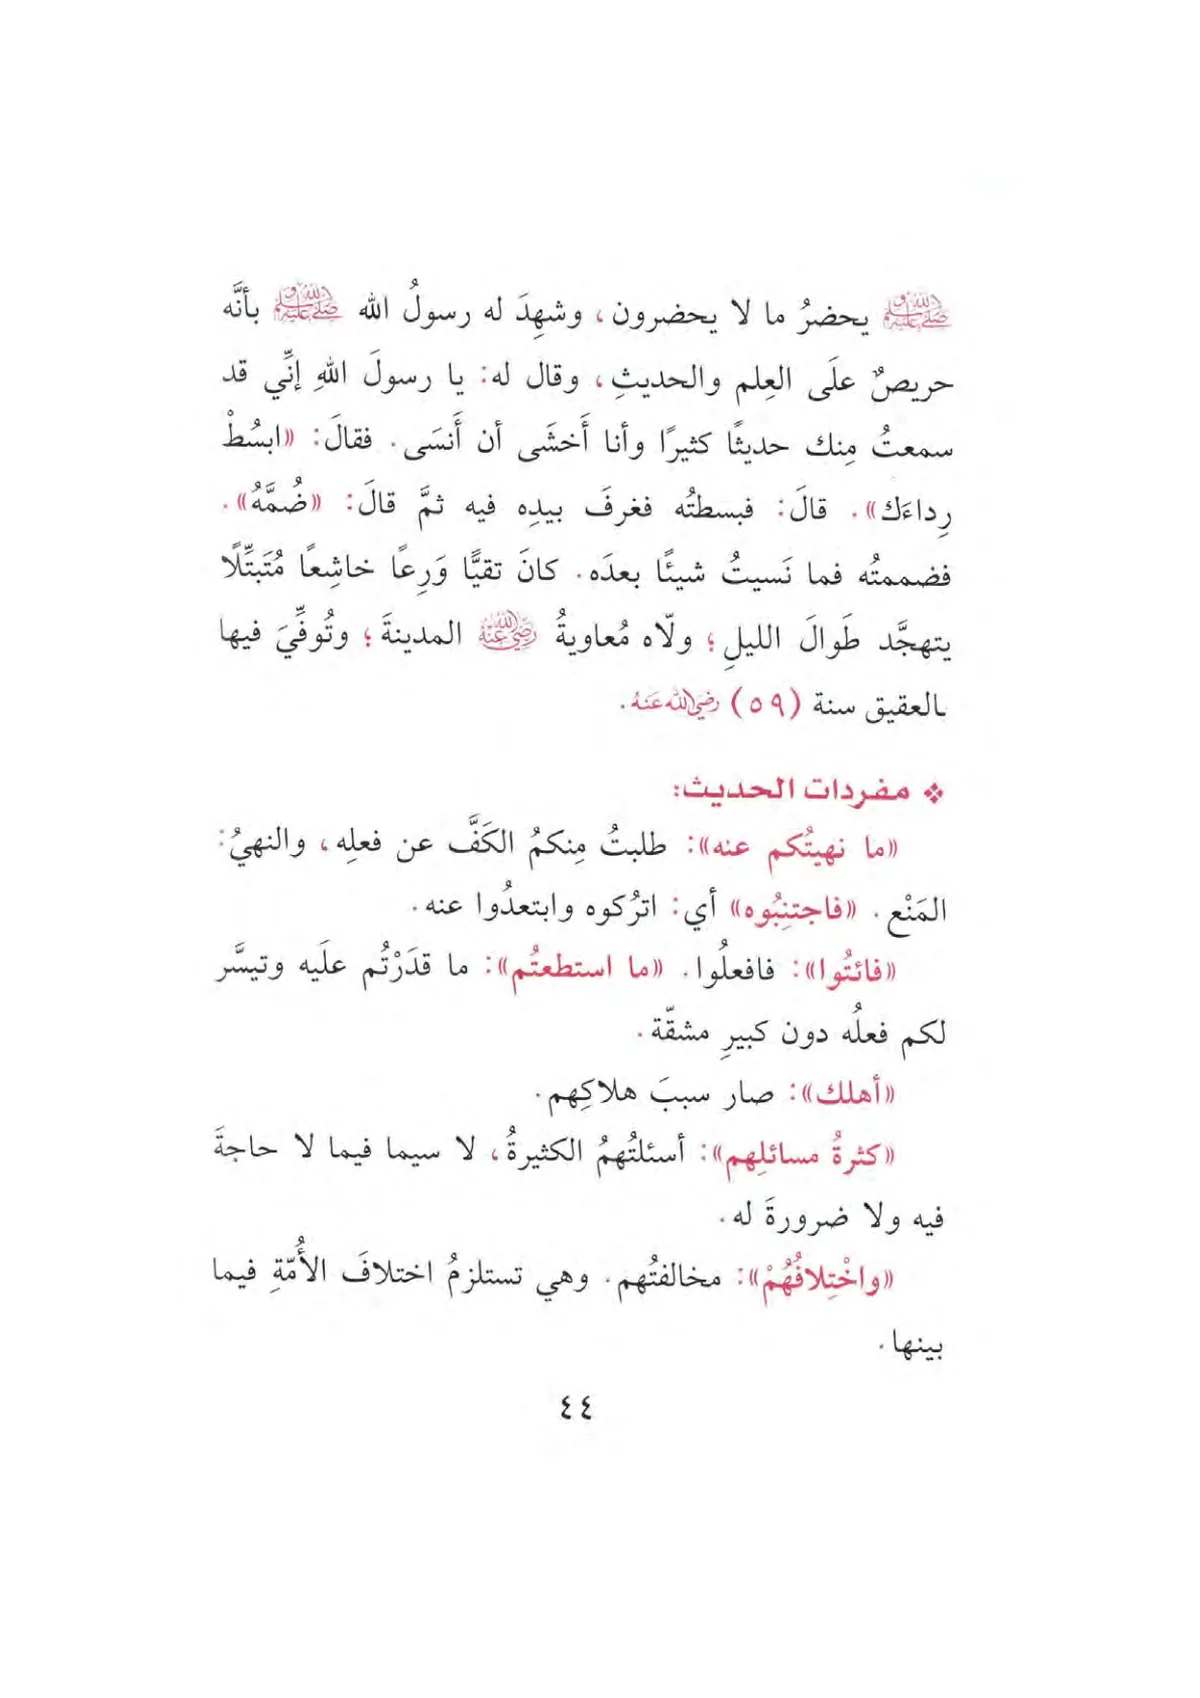 ﷺ يحضرُ ما لا يحضرون، وشهِدَ له رسولُ الله ﷺ بأنَّه
حريصٌ علَى العِلم والحديثِ، وقال له: يا رسولَ اللهِ إنِّي قد
سمعتُ مِنك حديثًا كثيرًا وأنا أَخشَى أن أَنسَى. فقالَ: «ابسُطْ
رِداءَك». قالَ: فبسطتُه فغرفَ بيدِه فيه ثمَّ قالَ: «ضُمَّهُ».
فضممتُه فما نَسيتُ شيئًا بعدَه. كانَ تقيًّا وَرِعًا خاشِعًا مُتَبتِّلًا
يتهجَّد طَوالَ الليلِ؛ ولّاه مُعاويةُ رَضِيَ اللَّهُ عَنْهُ المدينةَ؛ وتُوفِّيَ فيها
بالعقيق سنة (٥٩) رَضِيَ اللَّهُ عَنْهُ.
❖ مفردات الحديث:
«ما نهيتُكم عنه»: طلبتُ مِنكمُ الكَفَّ عن فعلِه، والنهيُ:
المَنْع. «فاجتنِبُوه» أي: اترُكوه وابتعدُوا عنه.
«فائتُوا»: فافعلُوا. «ما استطعتُم»: ما قدَرْتُم علَيه وتيسَّر
لكم فعلُه دون كبيرِ مشقّة.
«أهلك»: صار سببَ هلاكِهم.
«كثرةُ مسائلِهم»: أسئلتُهمُ الكثيرةُ، لا سيما فيما لا حاجةَ
فيه ولا ضرورةَ له.
«واخْتِلافُهُمْ»: مخالفتُهم. وهي تستلزمُ اختلافَ الأُمّةِ فيما
بينها.
٤٤